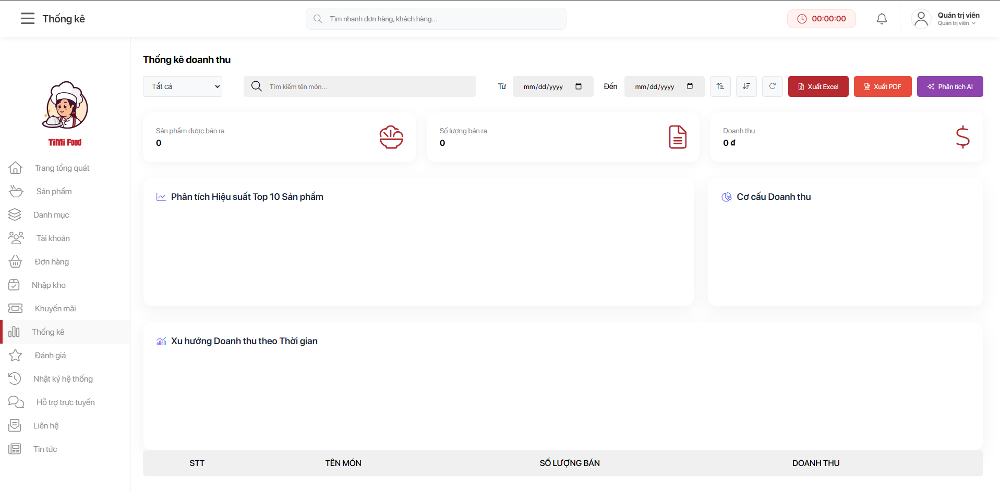 Thống kê
Tìm nhanh đơn hàng, khách hàng...
00:00:00
Quản trị viên
Quản trị viên
TiMi Food
Trang tổng quát
Sản phẩm
Danh mục
Tài khoản
Đơn hàng
Nhập kho
Khuyến mãi
Thống kê
Đánh giá
Nhật ký hệ thống
Hỗ trợ trực tuyến
Liên hệ
Tin tức
Thống kê doanh thu
Tất cả
Tìm kiếm tên món...
Từ
mm/dd/yyyy
Đến
mm/dd/yyyy
Xuất Excel
Xuất PDF
Phân tích AI
Sản phẩm được bán ra
0
Số lượng bán ra
0
Doanh thu
0 ₫
Phân tích Hiệu suất Top 10 Sản phẩm
Cơ cấu Doanh thu
Xu hướng Doanh thu theo Thời gian
STT TÊN MÓN SỐ LƯỢNG BÁN DOANH THU